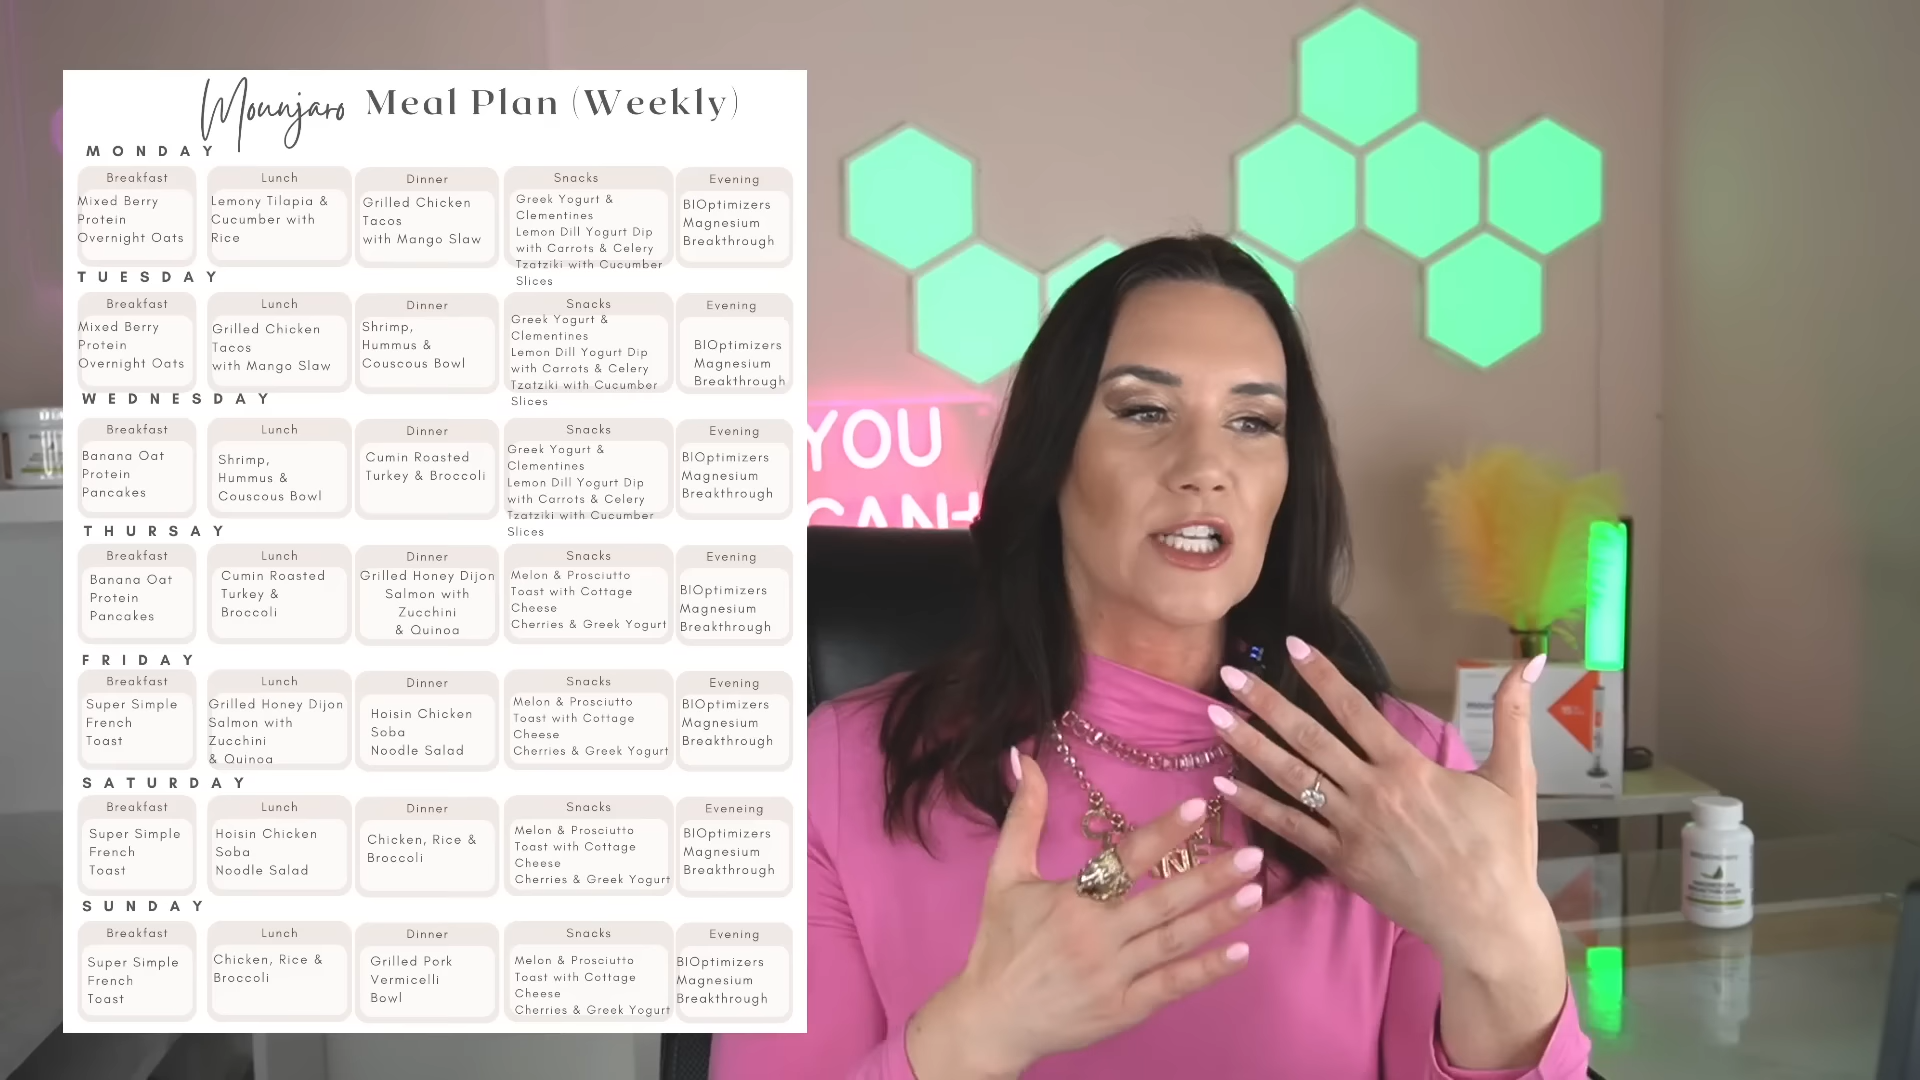 Mounjaro Meal Plan (Weekly)
MONDAY
Breakfast
Mixed Berry
Protein
Overnight Oats
Lunch
Lemony Tilapia &
Cucumber with
Rice
Dinner
Grilled Chicken
Tacos
with Mango Slaw
Snacks
Greek Yogurt &
Clementines
Lemon Dill Yogurt Dip
with Carrots & Celery
Tzatziki with Cucumber
Slices
Evening
BIOptimizers
Magnesium
Breakthrough
TUESDAY
Breakfast
Mixed Berry
Protein
Overnight Oats
Lunch
Grilled Chicken
Tacos
with Mango Slaw
Dinner
Shrimp,
Hummus &
Couscous Bowl
Snacks
Greek Yogurt &
Clementines
Lemon Dill Yogurt Dip
with Carrots & Celery
Tzatziki with Cucumber
Slices
Evening
BIOptimizers
Magnesium
Breakthrough
WEDNESDAY
Breakfast
Banana Oat
Protein
Pancakes
Lunch
Shrimp,
Hummus &
Couscous Bowl
Dinner
Cumin Roasted
Turkey & Broccoli
Snacks
Greek Yogurt &
Clementines
Lemon Dill Yogurt Dip
with Carrots & Celery
Tzatziki with Cucumber
Slices
Evening
BIOptimizers
Magnesium
Breakthrough
THURSAY
Breakfast
Banana Oat
Protein
Pancakes
Lunch
Cumin Roasted
Turkey &
Broccoli
Dinner
Grilled Honey Dijon
Salmon with
Zucchini
& Quinoa
Snacks
Melon & Prosciutto
Toast with Cottage
Cheese
Cherries & Greek Yogurt
Evening
BIOptimizers
Magnesium
Breakthrough
FRIDAY
Breakfast
Super Simple
French
Toast
Lunch
Grilled Honey Dijon
Salmon with
Zucchini
& Quinoa
Dinner
Hoisin Chicken
Soba
Noodle Salad
Snacks
Melon & Prosciutto
Toast with Cottage
Cheese
Cherries & Greek Yogurt
Evening
BIOptimizers
Magnesium
Breakthrough
SATURDAY
Breakfast
Super Simple
French
Toast
Lunch
Hoisin Chicken
Soba
Noodle Salad
Dinner
Chicken, Rice &
Broccoli
Snacks
Melon & Prosciutto
Toast with Cottage
Cheese
Cherries & Greek Yogurt
Eveneing
BIOptimizers
Magnesium
Breakthrough
SUNDAY
Breakfast
Super Simple
French
Toast
Lunch
Chicken, Rice &
Broccoli
Dinner
Grilled Pork
Vermicelli
Bowl
Snacks
Melon & Prosciutto
Toast with Cottage
Cheese
Cherries & Greek Yogurt
Evening
BIOptimizers
Magnesium
Breakthrough
YOU
CAN